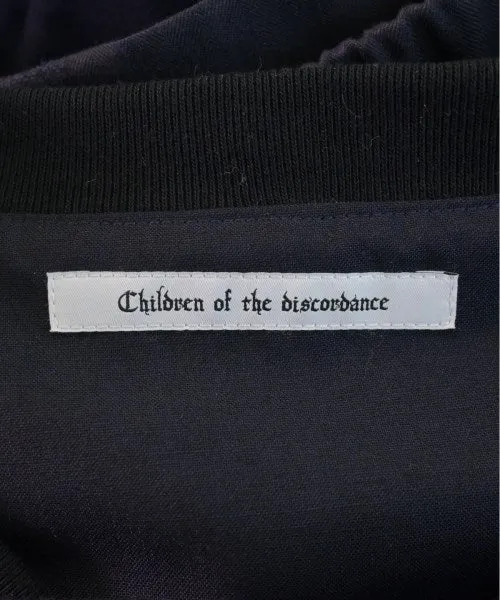 Children of the discordance